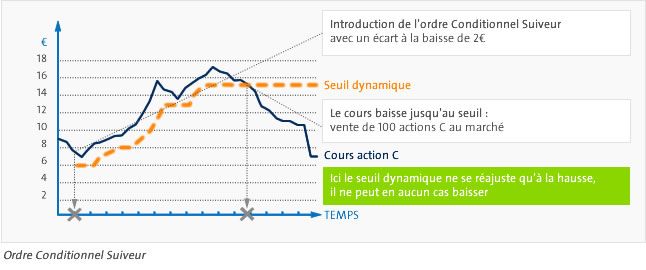 Introduction de l'ordre Conditionnel Suiveur
avec un écart à la baisse de 2€
€
18
16
14
12
10
8
6
4
2
Seuil dynamique
Le cours baisse jusqu'au seuil :
vente de 100 actions C au marché
Cours action C
Ici le seuil dynamique ne se réajuste qu'à la hausse,
il ne peut en aucun cas baisser
TEMPS
Ordre Conditionnel Suiveur